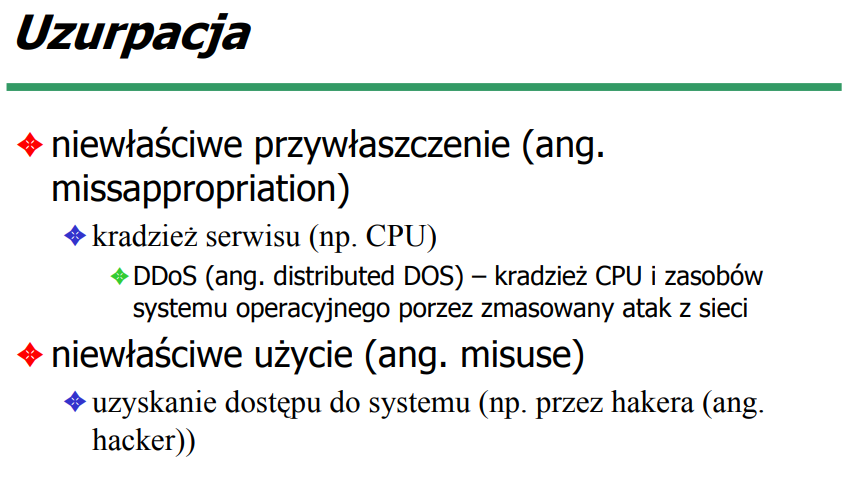 Uzurpacja
niewłaściwe przywłaszczenie (ang.
missappropriation)
kradzież serwisu (np. CPU)
DDoS (ang. distributed DOS) – kradzież CPU i zasobów
systemu operacyjnego porzez zmasowany atak z sieci
niewłaściwe użycie (ang. misuse)
uzyskanie dostępu do systemu (np. przez hakera (ang.
hacker))